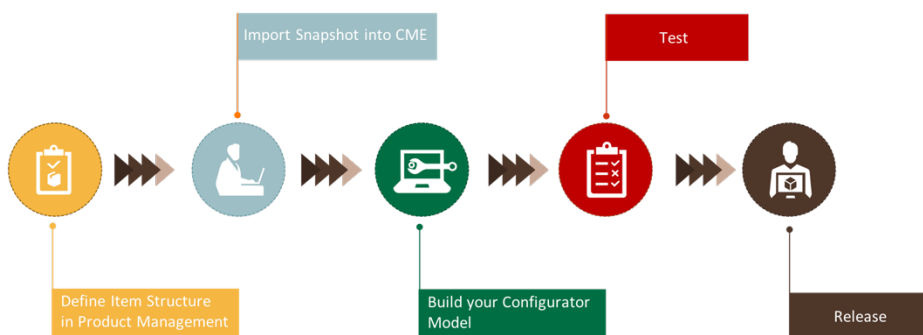 Import Snapshot into CME
Test
Define Item Structure
in Product Management
Build your Configurator
Model
Release